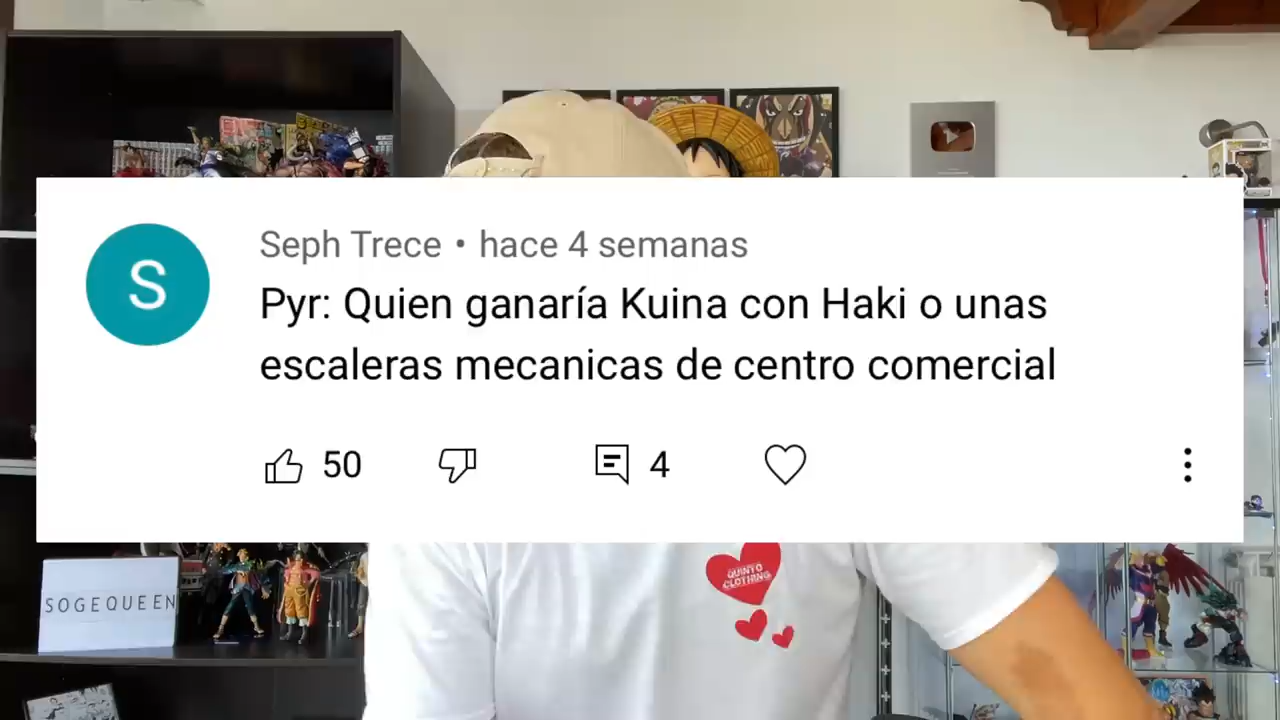 Seph Trece • hace 4 semanas
S
Pyr: Quien ganaría Kuina con Haki o unas
escaleras mecanicas de centro comercial
50
4
SOGEQUEEN
QUINTO
CLOTHING